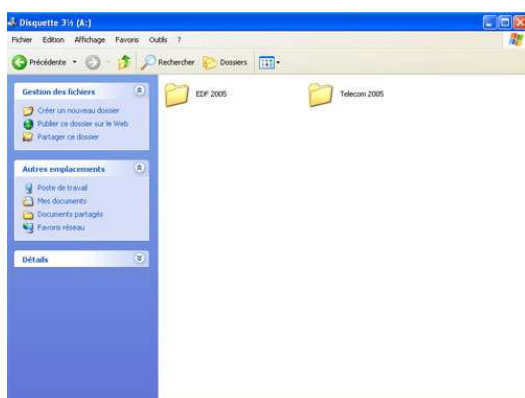 Disquette 3½ (A:)
Fichier Edition Affichage Favoris Outils ?
Précédente Rechercher Dossiers
Gestion des fichiers
Créer un nouveau dossier
Publier ce dossier sur le Web
Partager ce dossier
Autres emplacements
Poste de travail
Mes documents
Documents partagés
Favoris réseau
Détails
EDF 2005 Telecom 2005